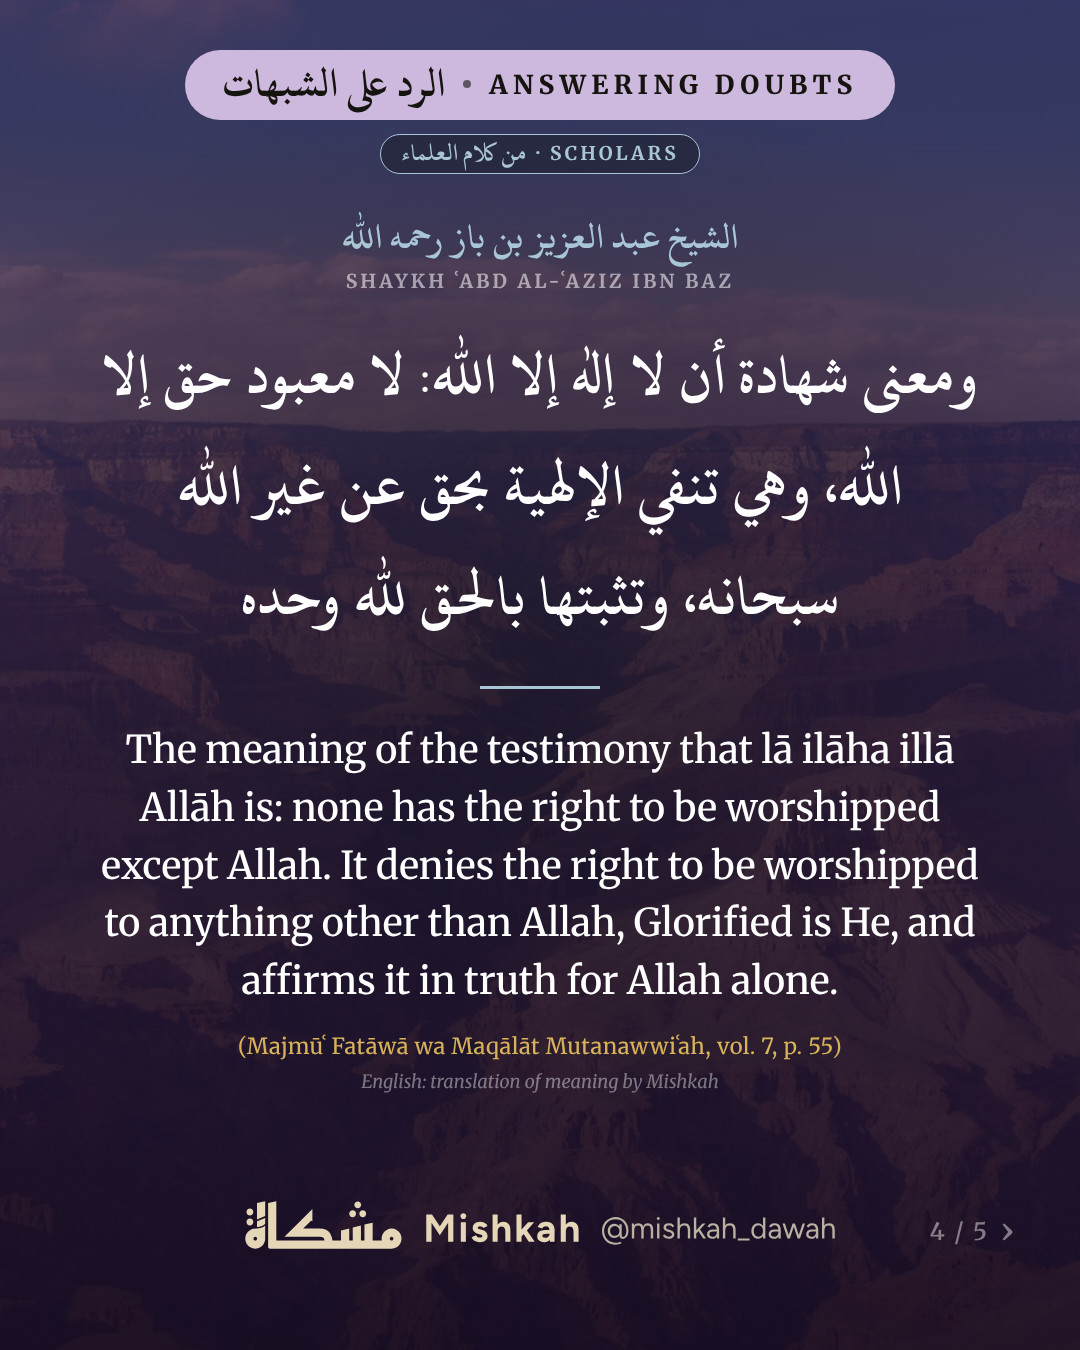 الرد على الشبهات • ANSWERING DOUBTS
من كلام العلماء · SCHOLARS
الشيخ عبد العزيز بن باز رحمه الله
SHAYKH ʿABD AL-ʿAZIZ IBN BAZ
ومعنى شهادة أن لا إله إلا الله: لا معبود حق إلا
الله، وهي تنفي الإلهية بحق عن غير الله
سبحانه، وتثبتها بالحق لله وحده
The meaning of the testimony that lā ilāha illā
Allāh is: none has the right to be worshipped
except Allah. It denies the right to be worshipped
to anything other than Allah, Glorified is He, and
affirms it in truth for Allah alone.
(Majmūʿ Fatāwā wa Maqālāt Mutanawwiʿah, vol. 7, p. 55)
English: translation of meaning by Mishkah
مشكاة Mishkah @mishkah_dawah
4 / 5 ›